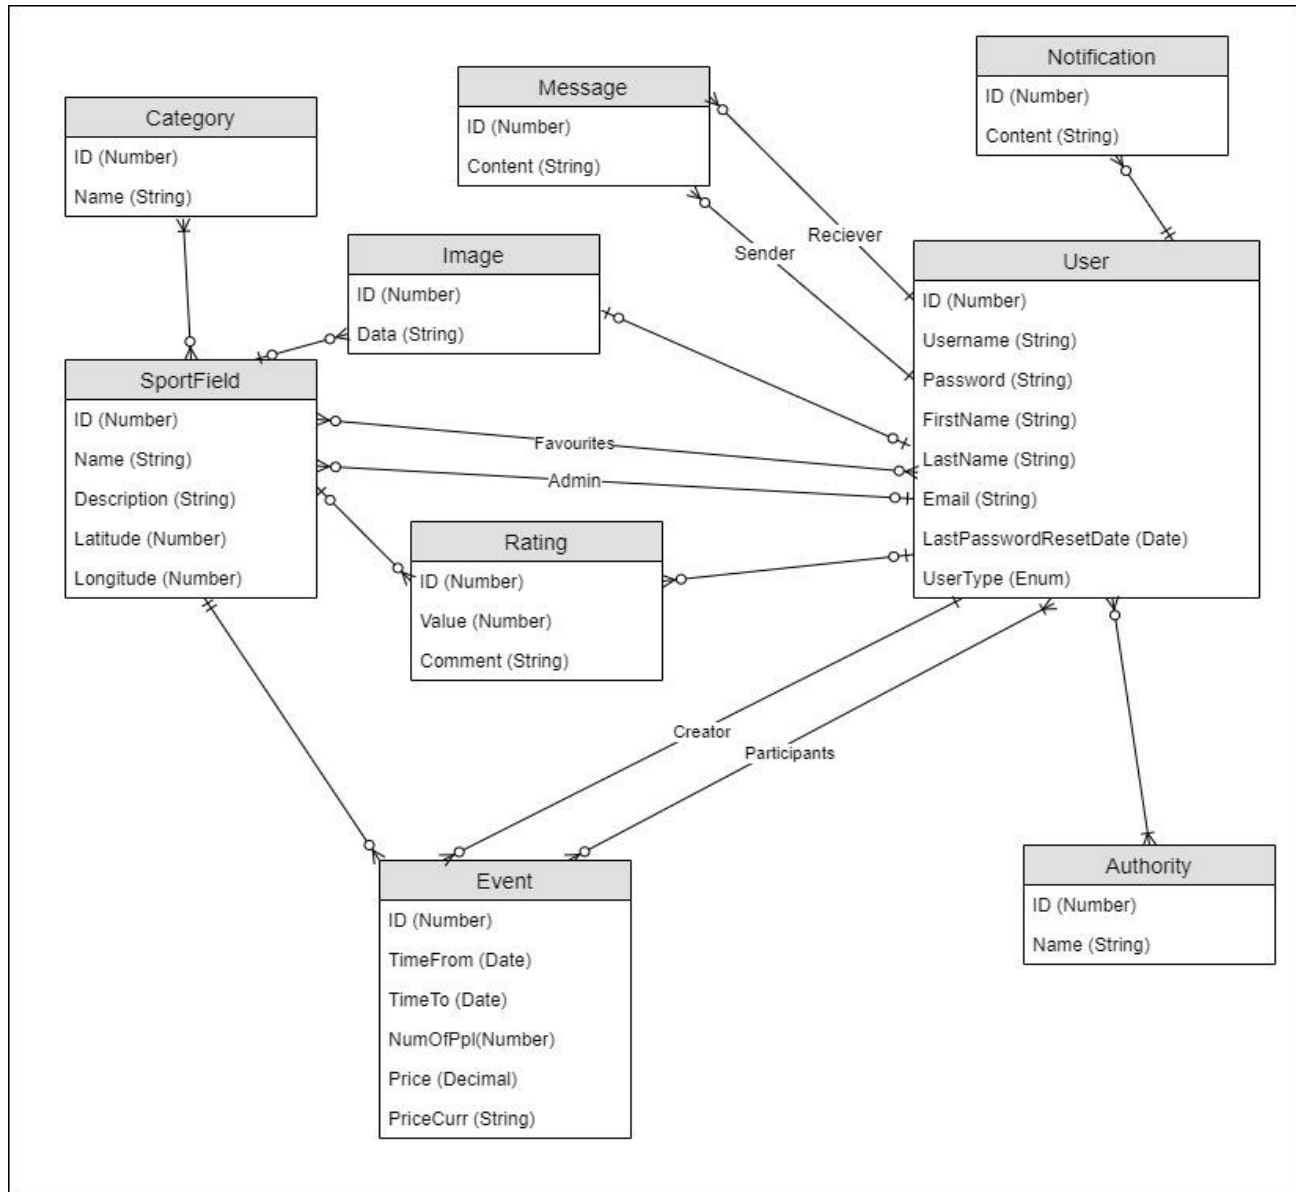 Notification
ID (Number)
Content (String)
Message
ID (Number)
Content (String)
Category
ID (Number)
Name (String)
Reciever
Sender
Image
ID (Number)
Data (String)
User
ID (Number)
Username (String)
Password (String)
FirstName (String)
LastName (String)
Email (String)
LastPasswordResetDate (Date)
UserType (Enum)
SportField
ID (Number)
Name (String)
Description (String)
Latitude (Number)
Longitude (Number)
Favourites
Admin
Rating
ID (Number)
Value (Number)
Comment (String)
Creator
Participants
Event
ID (Number)
TimeFrom (Date)
TimeTo (Date)
NumOfPpl(Number)
Price (Decimal)
PriceCurr (String)
Authority
ID (Number)
Name (String)